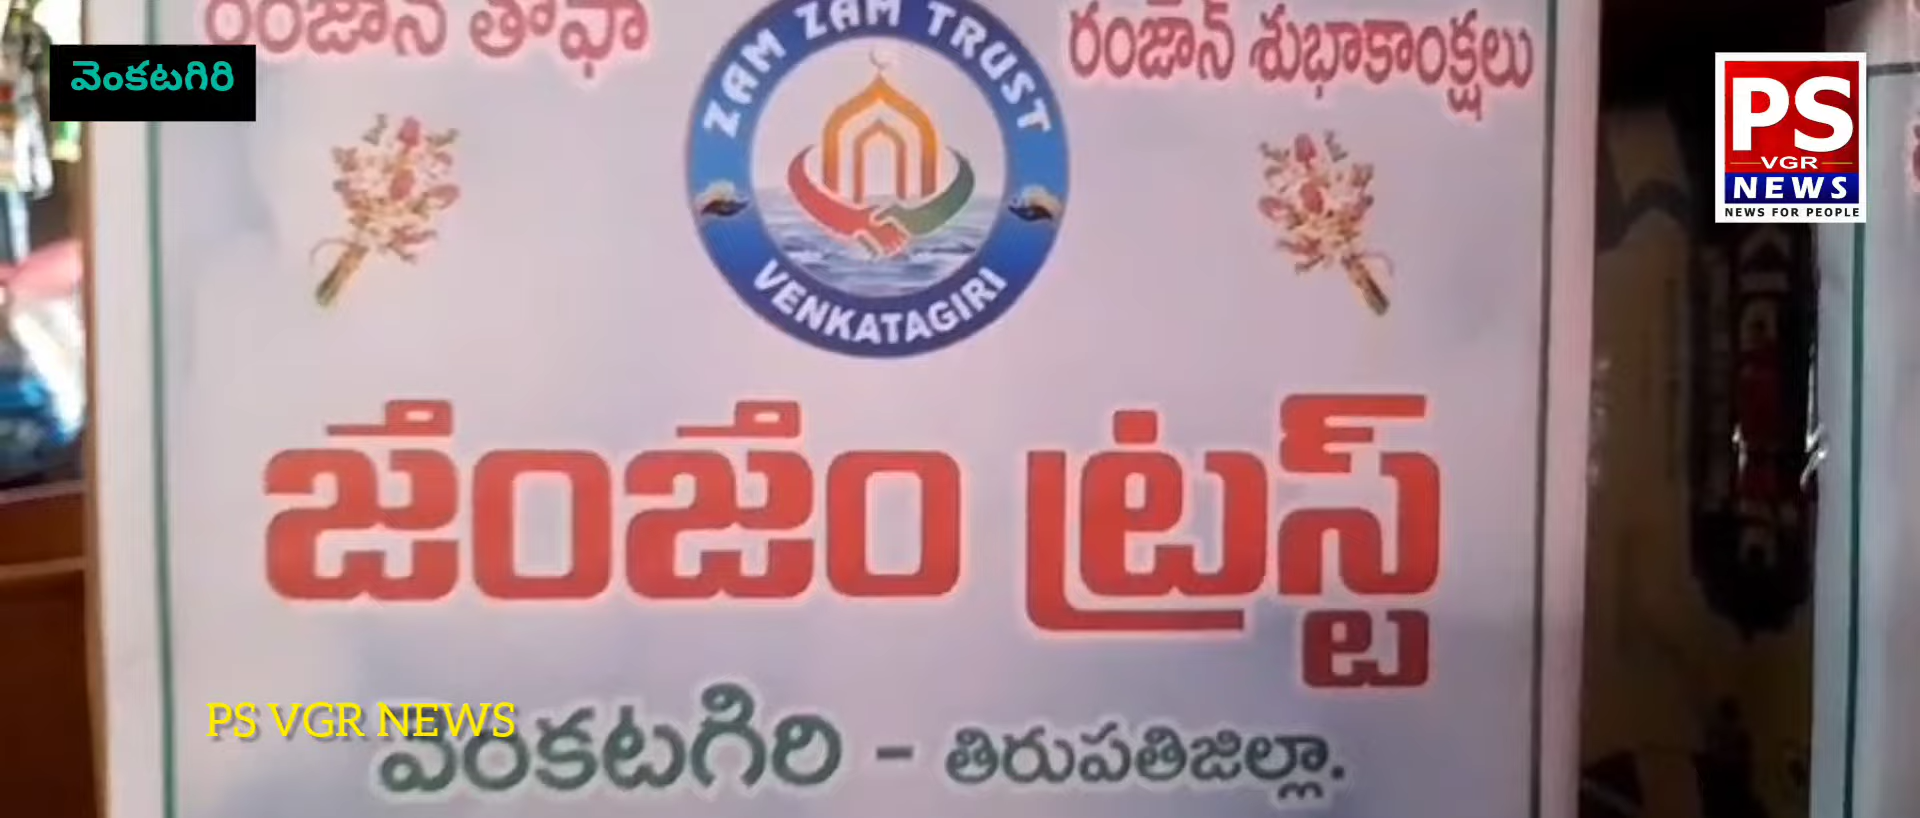 రంజాన్ తోఫా
రంజాన్ శుభాకాంక్షలు
వెంకటగిరి
ZAM ZAM TRUST
VENKATAGIRI
PS
VGR
NEWS
NEWS FOR PEOPLE
జంజం ట్రస్ట్
PS VGR NEWS
వెంకటగిరి - తిరుపతిజిల్లా.